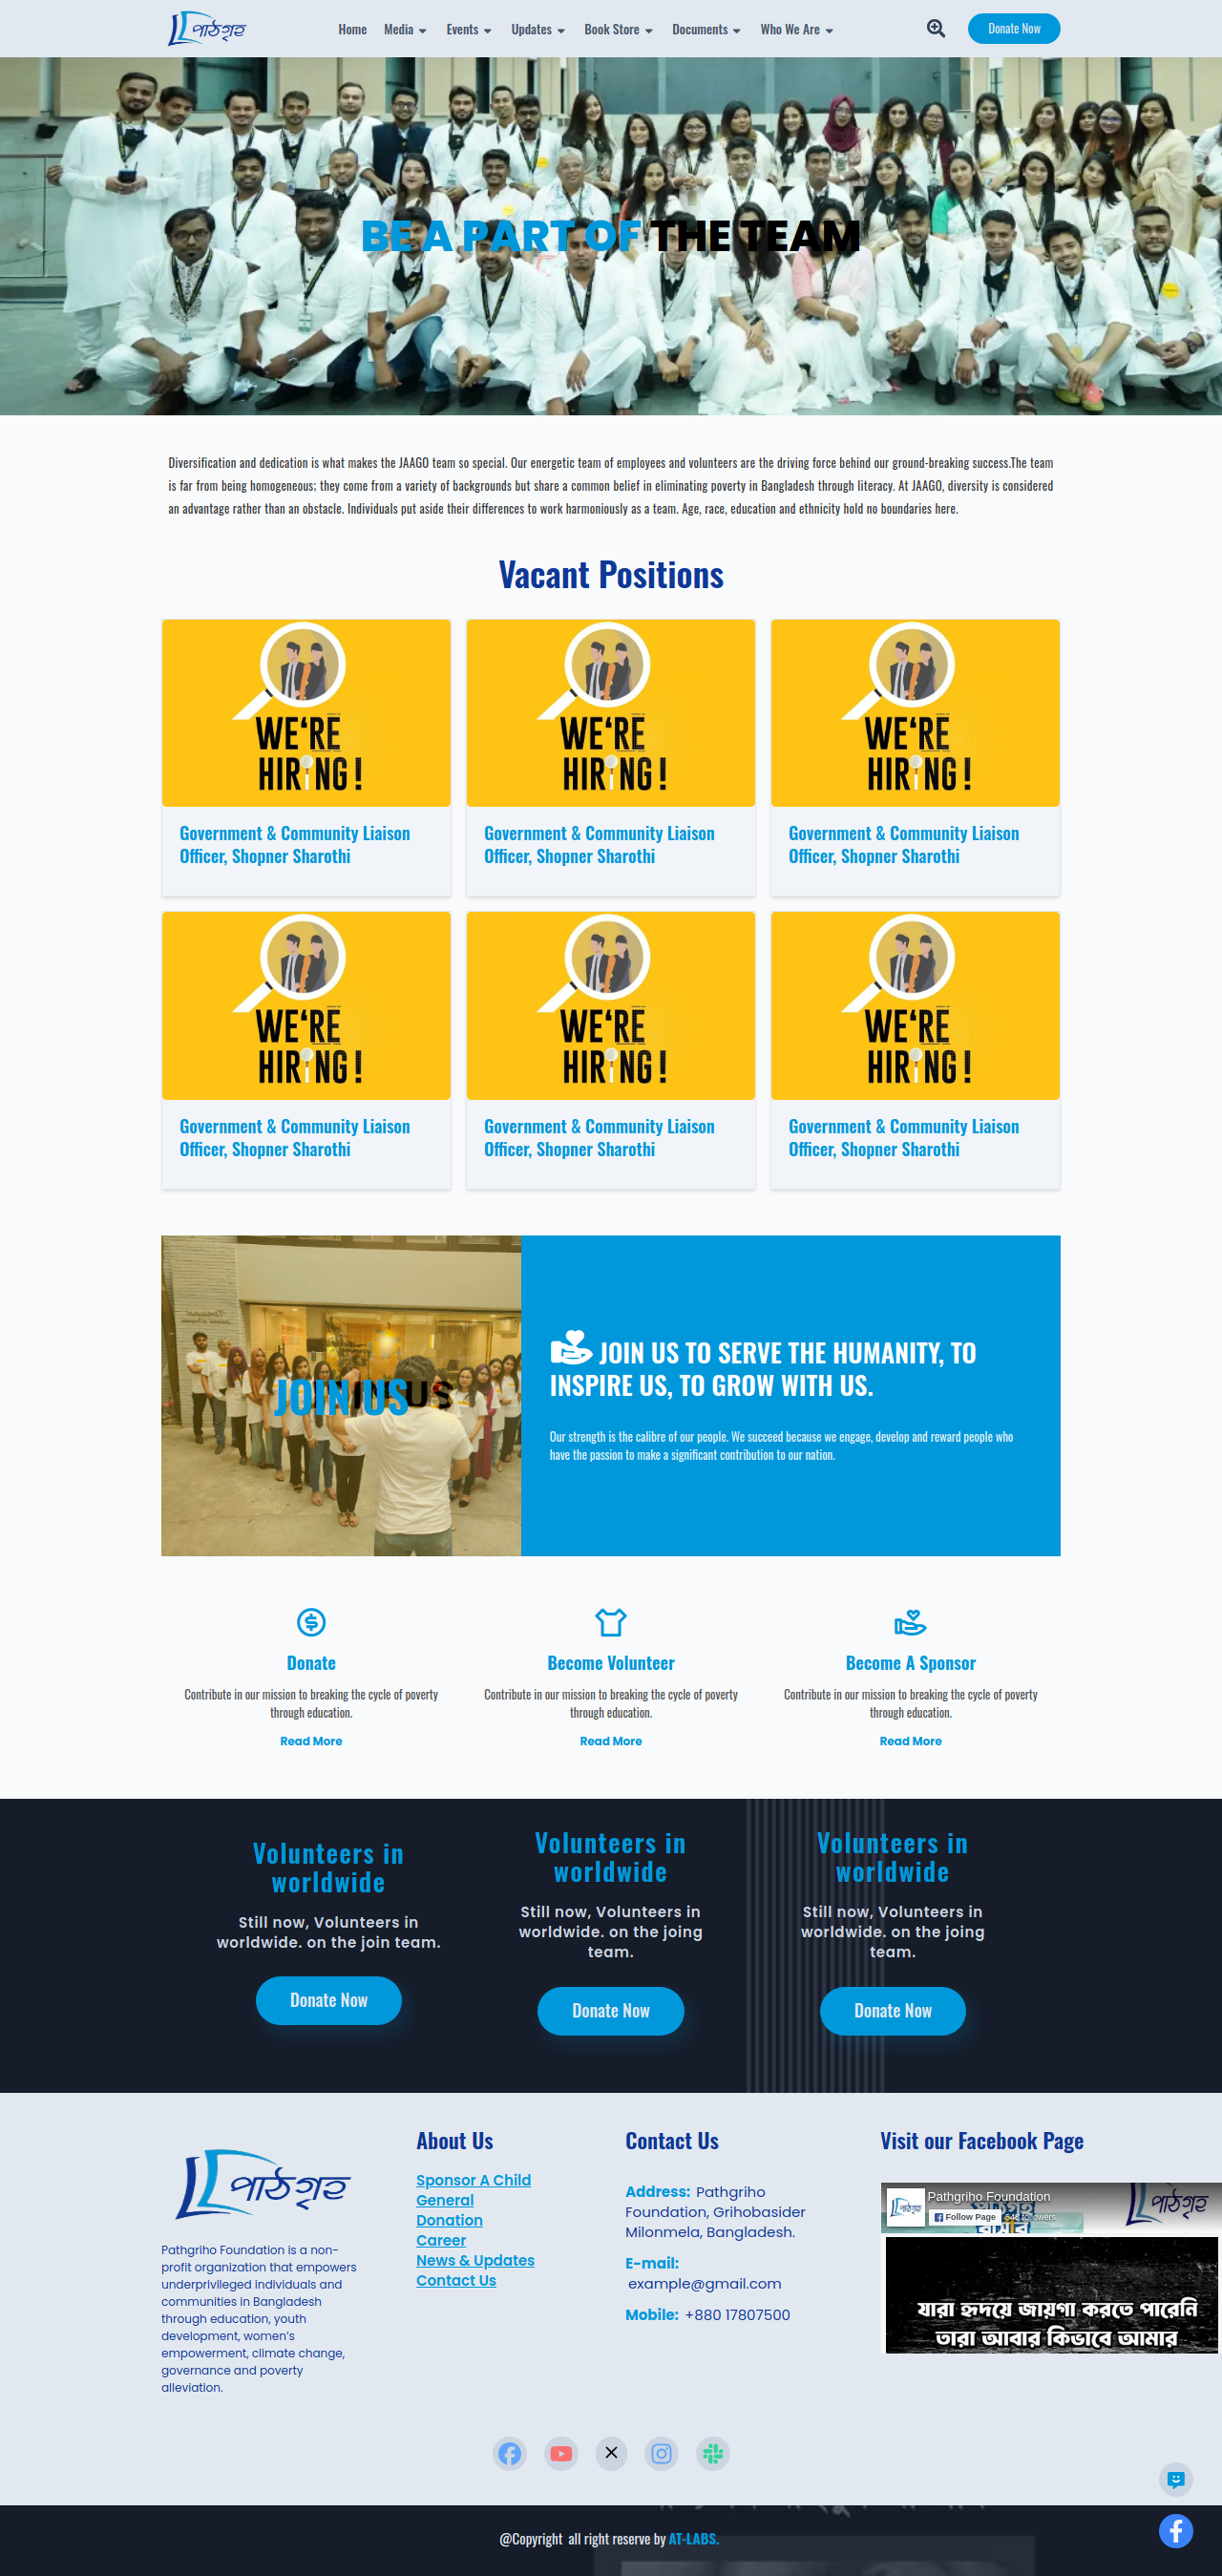 পাঠগৃহ
Home Media Events Updates Book Store Documents Who We Are
Donate Now
BE A PART OF THE TEAM
Diversification and dedication is what makes the JAAGO team so special. Our energetic team of employees and volunteers are the driving force behind our ground-breaking success.The team
is far from being homogeneous; they come from a variety of backgrounds but share a common belief in eliminating poverty in Bangladesh through literacy. At JAAGO, diversity is considered
an advantage rather than an obstacle. Individuals put aside their differences to work harmoniously as a team. Age, race, education and ethnicity hold no boundaries here.
Vacant Positions
WE'RE
HIRING!
WE'RE
HIRING!
WE'RE
HIRING!
Government & Community Liaison
Officer, Shopner Sharothi
Government & Community Liaison
Officer, Shopner Sharothi
Government & Community Liaison
Officer, Shopner Sharothi
WE'RE
HIRING!
WE'RE
HIRING!
WE'RE
HIRING!
Government & Community Liaison
Officer, Shopner Sharothi
Government & Community Liaison
Officer, Shopner Sharothi
Government & Community Liaison
Officer, Shopner Sharothi
JOIN US
JOIN US TO SERVE THE HUMANITY, TO
INSPIRE US, TO GROW WITH US.
Our strength is the calibre of our people. We succeed because we engage, develop and reward people who
have the passion to make a significant contribution to our nation.
Donate
Contribute in our mission to breaking the cycle of poverty
through education.
Read More
Become Volunteer
Contribute in our mission to breaking the cycle of poverty
through education.
Read More
Become A Sponsor
Contribute in our mission to breaking the cycle of poverty
through education.
Read More
Volunteers in
worldwide
Still now, Volunteers in
worldwide. on the join team.
Donate Now
Volunteers in
worldwide
Still now, Volunteers in
worldwide. on the joing
team.
Donate Now
Volunteers in
worldwide
Still now, Volunteers in
worldwide. on the joing
team.
Donate Now
পাঠগৃহ
Pathgriho Foundation is a non-
profit organization that empowers
underprivileged individuals and
communities in Bangladesh
through education, youth
development, women's
empowerment, climate change,
governance and poverty
alleviation.
About Us
Sponsor A Child
General
Donation
Career
News & Updates
Contact Us
Contact Us
Address: Pathgriho
Foundation, Grihobasider
Milonmela, Bangladesh.
E-mail:
example@gmail.com
Mobile: +880 17807500
Visit our Facebook Page
Pathgriho Foundation
Follow Page
পাঠগৃহ
যারা হৃদয়ে জায়গা করতে পারেনি
তারা আবার কিভাবে আমার
@Copyright all right reserve by AT-LABS.